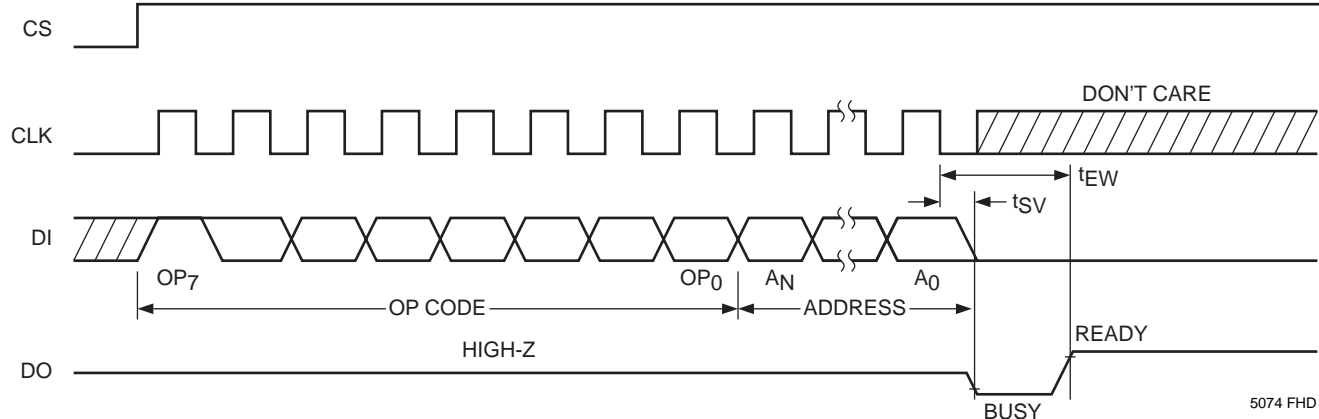 CS
DON'T CARE
CLK
tEW
tSV
DI
OP7
OP0
AN
A0
OP CODE
ADDRESS
HIGH-Z
READY
DO
BUSY
5074 FHD